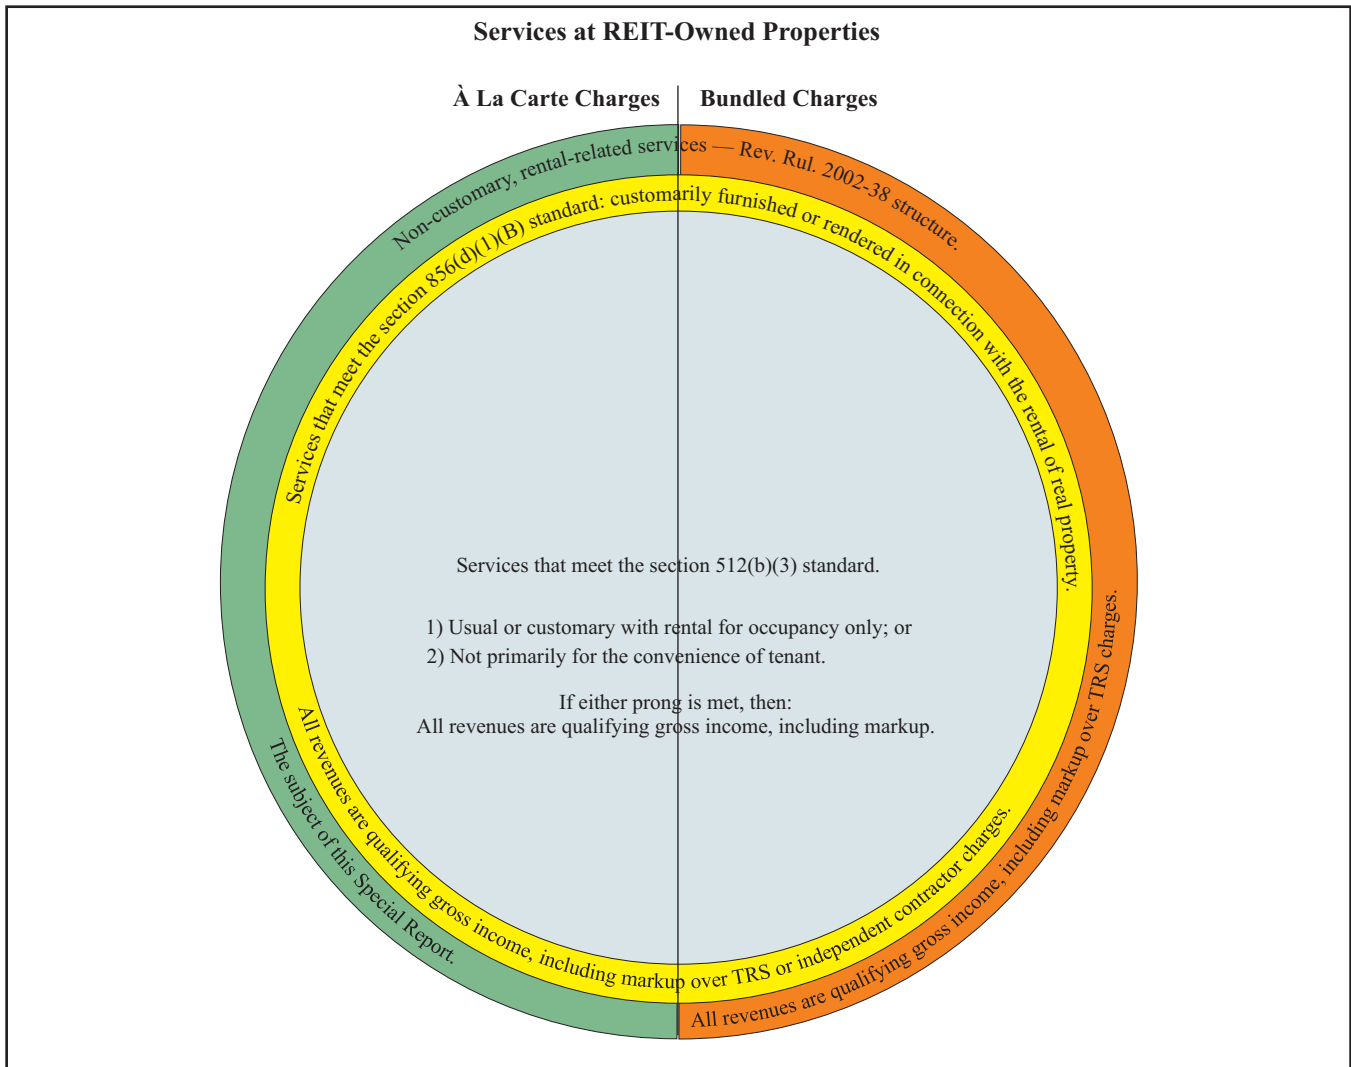 Services at REIT-Owned Properties
À La Carte Charges
Bundled Charges
Non-customary, rental-related services — Rev. Rul. 2002-38 structure.
Services that meet the section 856(d)(1)(B) standard: customarily furnished or rendered in connection with the rental of real property.
Services that meet the section 512(b)(3) standard.
1) Usual or customary with rental for occupancy only; or
2) Not primarily for the convenience of tenant.
If either prong is met, then:
All revenues are qualifying gross income, including markup.
All revenues are qualifying gross income, including markup over TRS or independent contractor charges.
The subject of this Special Report.
All revenues are qualifying gross income, including markup over TRS charges.